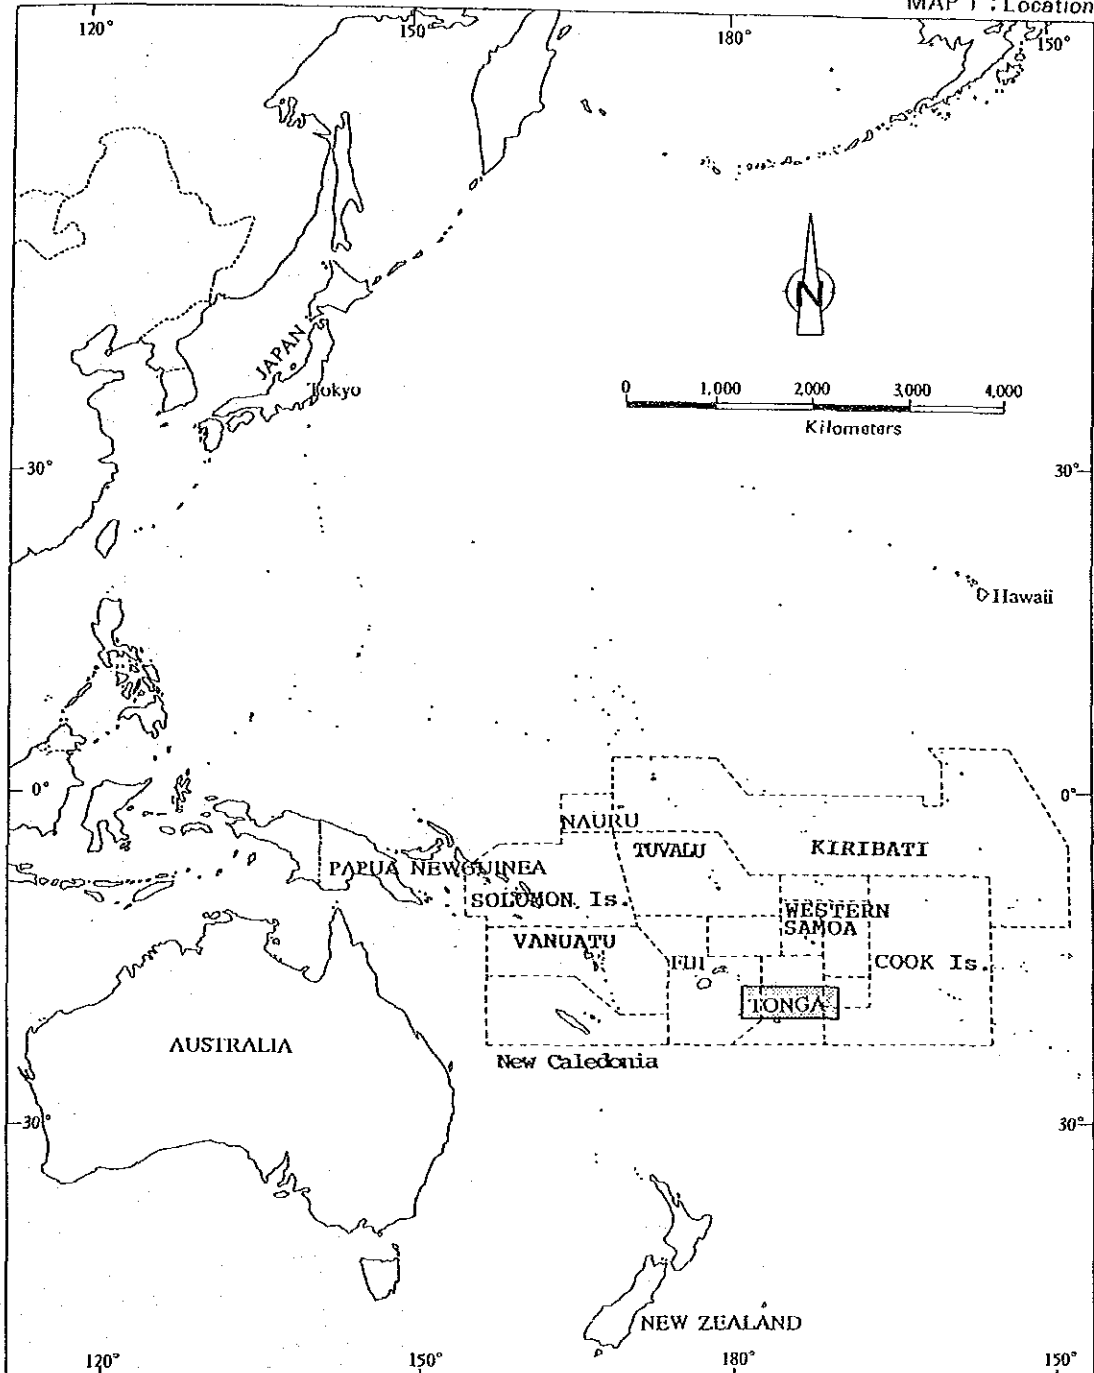 MAP 1 : Location
120°
150°
180°
150°
N
JAPAN
Tokyo
0 1,000 2,000 3,000 4,000
Kilometers
30°
30°
Hawaii
0°
0°
NAURU
TUVALU
KIRIBATI
PAPUA NEWGUINEA
SOLOMON Is.
WESTERN
SAMOA
VANUATU
FIJI
COOK Is.
TONGA
AUSTRALIA
New Caledonia
30°
30°
NEW ZEALAND
120°
150°
180°
150°